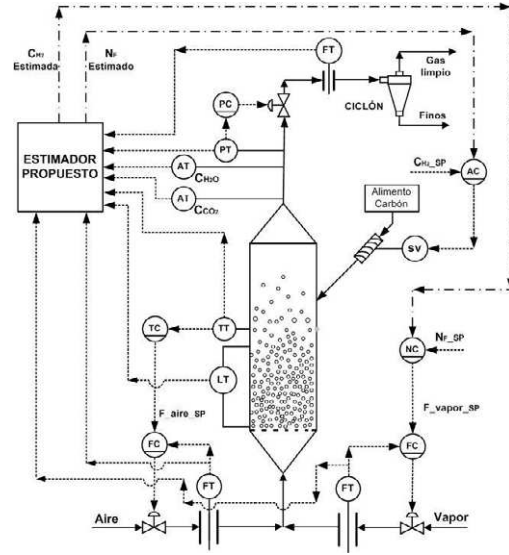 C_H2 Estimada
N_F Estimado
FT
Gas limpio
CICLÓN
Finos
PC
PT
ESTIMADOR PROPUESTO
AT
C_H2O
AT
C_CO2
C_H2_SP
AC
Alimento Carbón
SV
TC
TT
LT
NC
N_F_SP
F_aire_SP
F_vapor_SP
FC
FC
FT
FT
Aire
Vapor